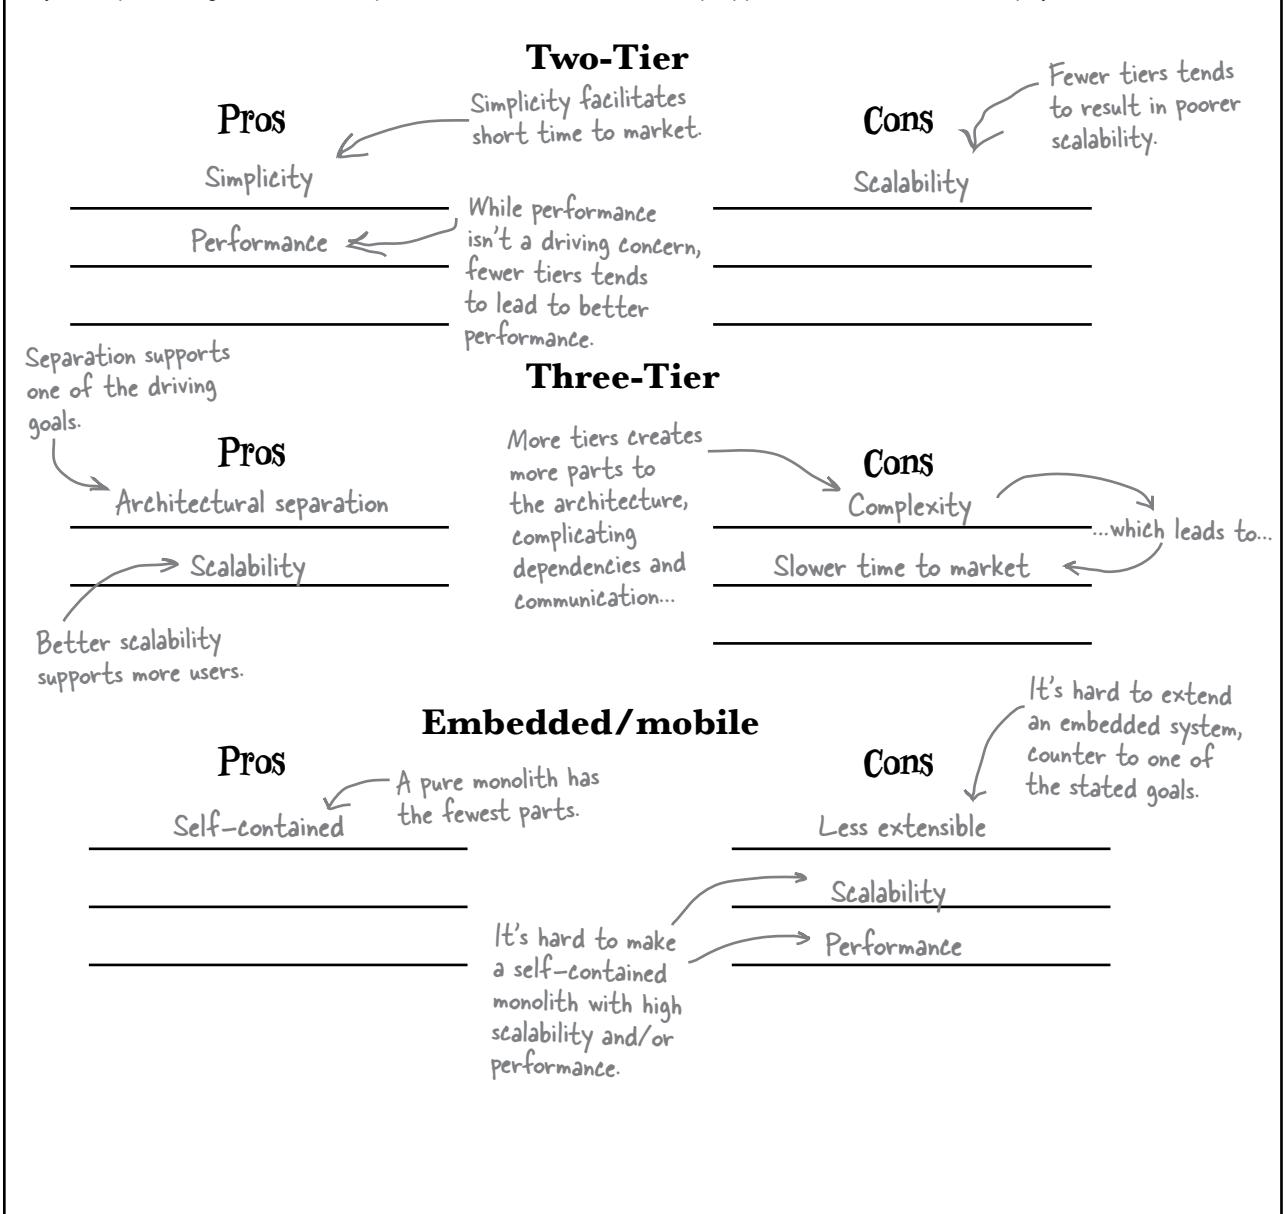 Two-Tier
Pros
Simplicity facilitates
short time to market.
Simplicity
While performance
isn't a driving concern,
fewer tiers tends
to lead to better
performance.
Performance
Cons
Fewer tiers tends
to result in poorer
scalability.
Scalability
Three-Tier
Separation supports
one of the driving
goals.
Pros
Architectural separation
Scalability
Better scalability
supports more users.
More tiers creates
more parts to
the architecture,
complicating
dependencies and
communication...
Cons
Complexity
...which leads to...
Slower time to market
Embedded/mobile
Pros
A pure monolith has
the fewest parts.
Self-contained
Cons
It's hard to extend
an embedded system,
counter to one of
the stated goals.
Less extensible
Scalability
Performance
It's hard to make
a self-contained
monolith with high
scalability and/or
performance.